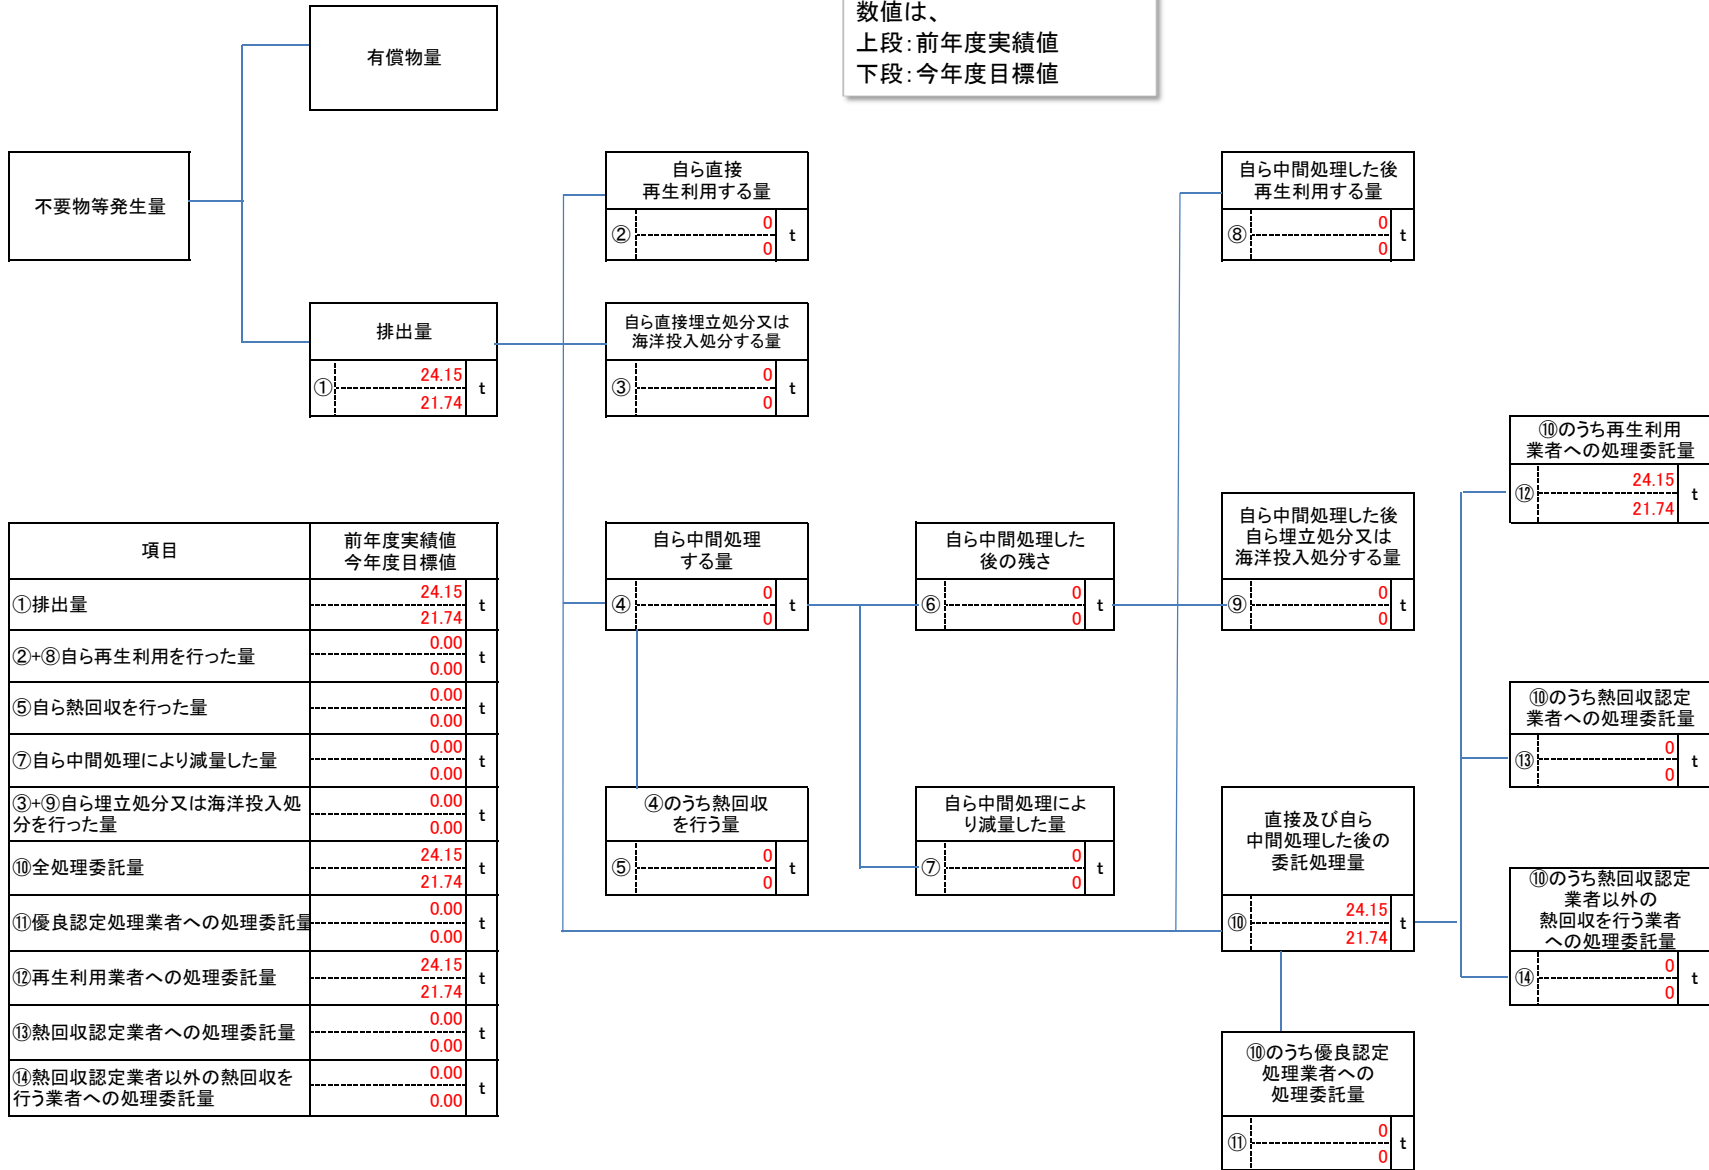 数値は、
上段：前年度実績値
下段：今年度目標値
有償物量
不要物等発生量
自ら直接
再生利用する量
②
0
0
t
自ら中間処理した後
再生利用する量
⑧
0
0
t
排出量
①
24.15
21.74
t
自ら直接埋立処分又は
海洋投入処分する量
③
0
0
t
⑩のうち再生利用
業者への処理委託量
⑫
24.15
21.74
t
自ら中間処理
する量
④
0
0
t
自ら中間処理した
後の残さ
⑥
0
0
t
自ら中間処理した後
自ら埋立処分又は
海洋投入処分する量
⑨
0
0
t
⑩のうち熱回収認定
業者への処理委託量
⑬
0
0
t
④のうち熱回収
を行う量
⑤
0
0
t
自ら中間処理によ
り減量した量
⑦
0
0
t
直接及び自ら
中間処理した後の
委託処理量
⑩
24.15
21.74
t
⑩のうち熱回収認定
業者以外の
熱回収を行う業者
への処理委託量
⑭
0
0
t
⑩のうち優良認定
処理業者への
処理委託量
⑪
0
0
t
項目
前年度実績値
今年度目標値
①排出量
24.15
21.74
t
②+⑧自ら再生利用を行った量
0.00
0.00
t
⑤自ら熱回収を行った量
0.00
0.00
t
⑦自ら中間処理により減量した量
0.00
0.00
t
③+⑨自ら埋立処分又は海洋投入処
分を行った量
0.00
0.00
t
⑩全処理委託量
24.15
21.74
t
⑪優良認定処理業者への処理委託量
0.00
0.00
t
⑫再生利用業者への処理委託量
24.15
21.74
t
⑬熱回収認定業者への処理委託量
0.00
0.00
t
⑭熱回収認定業者以外の熱回収を
行う業者への処理委託量
0.00
0.00
t